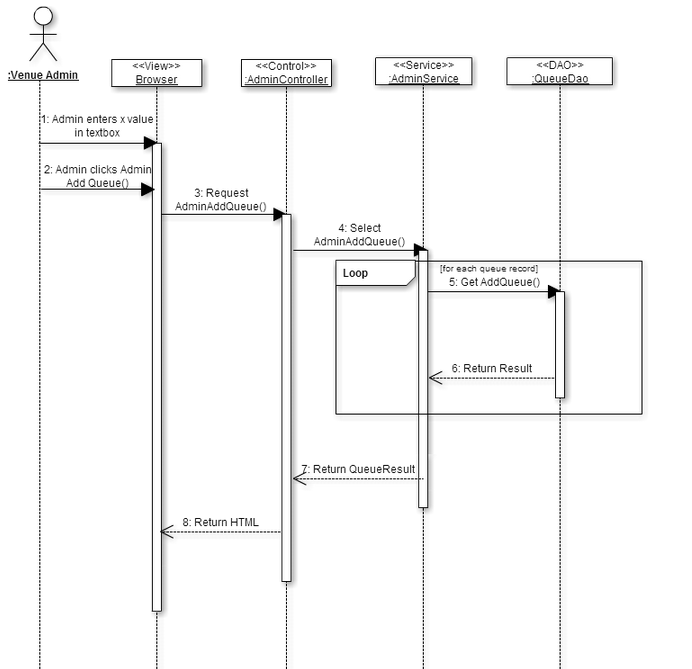 :Venue Admin
<<View>>
Browser
<<Control>>
:AdminController
<<Service>>
:AdminService
<<DAO>>
:QueueDao
1: Admin enters x value
in textbox
2: Admin clicks Admin
Add Queue()
3: Request
AdminAddQueue()
4: Select
AdminAddQueue()
Loop
[for each queue record]
5: Get AddQueue()
6: Return Result
7: Return QueueResult
8: Return HTML